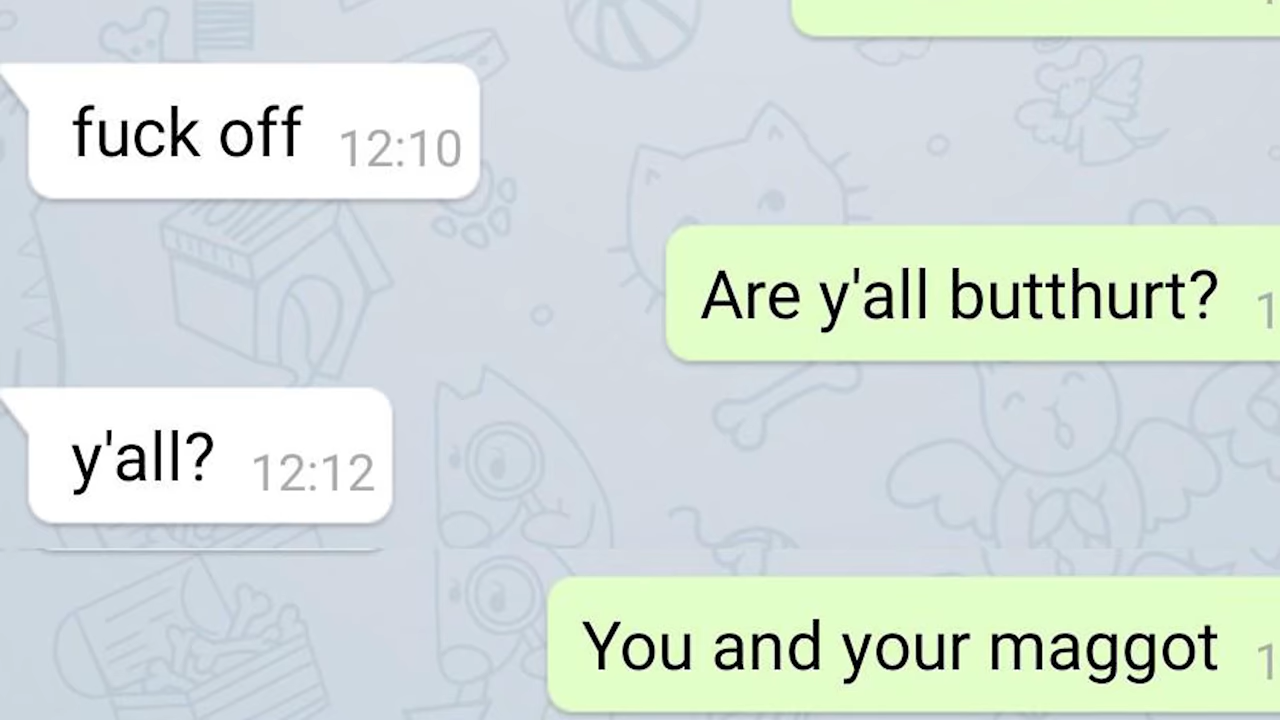 fuck off 12:10
Are y'all butthurt?
y'all? 12:12
You and your maggot